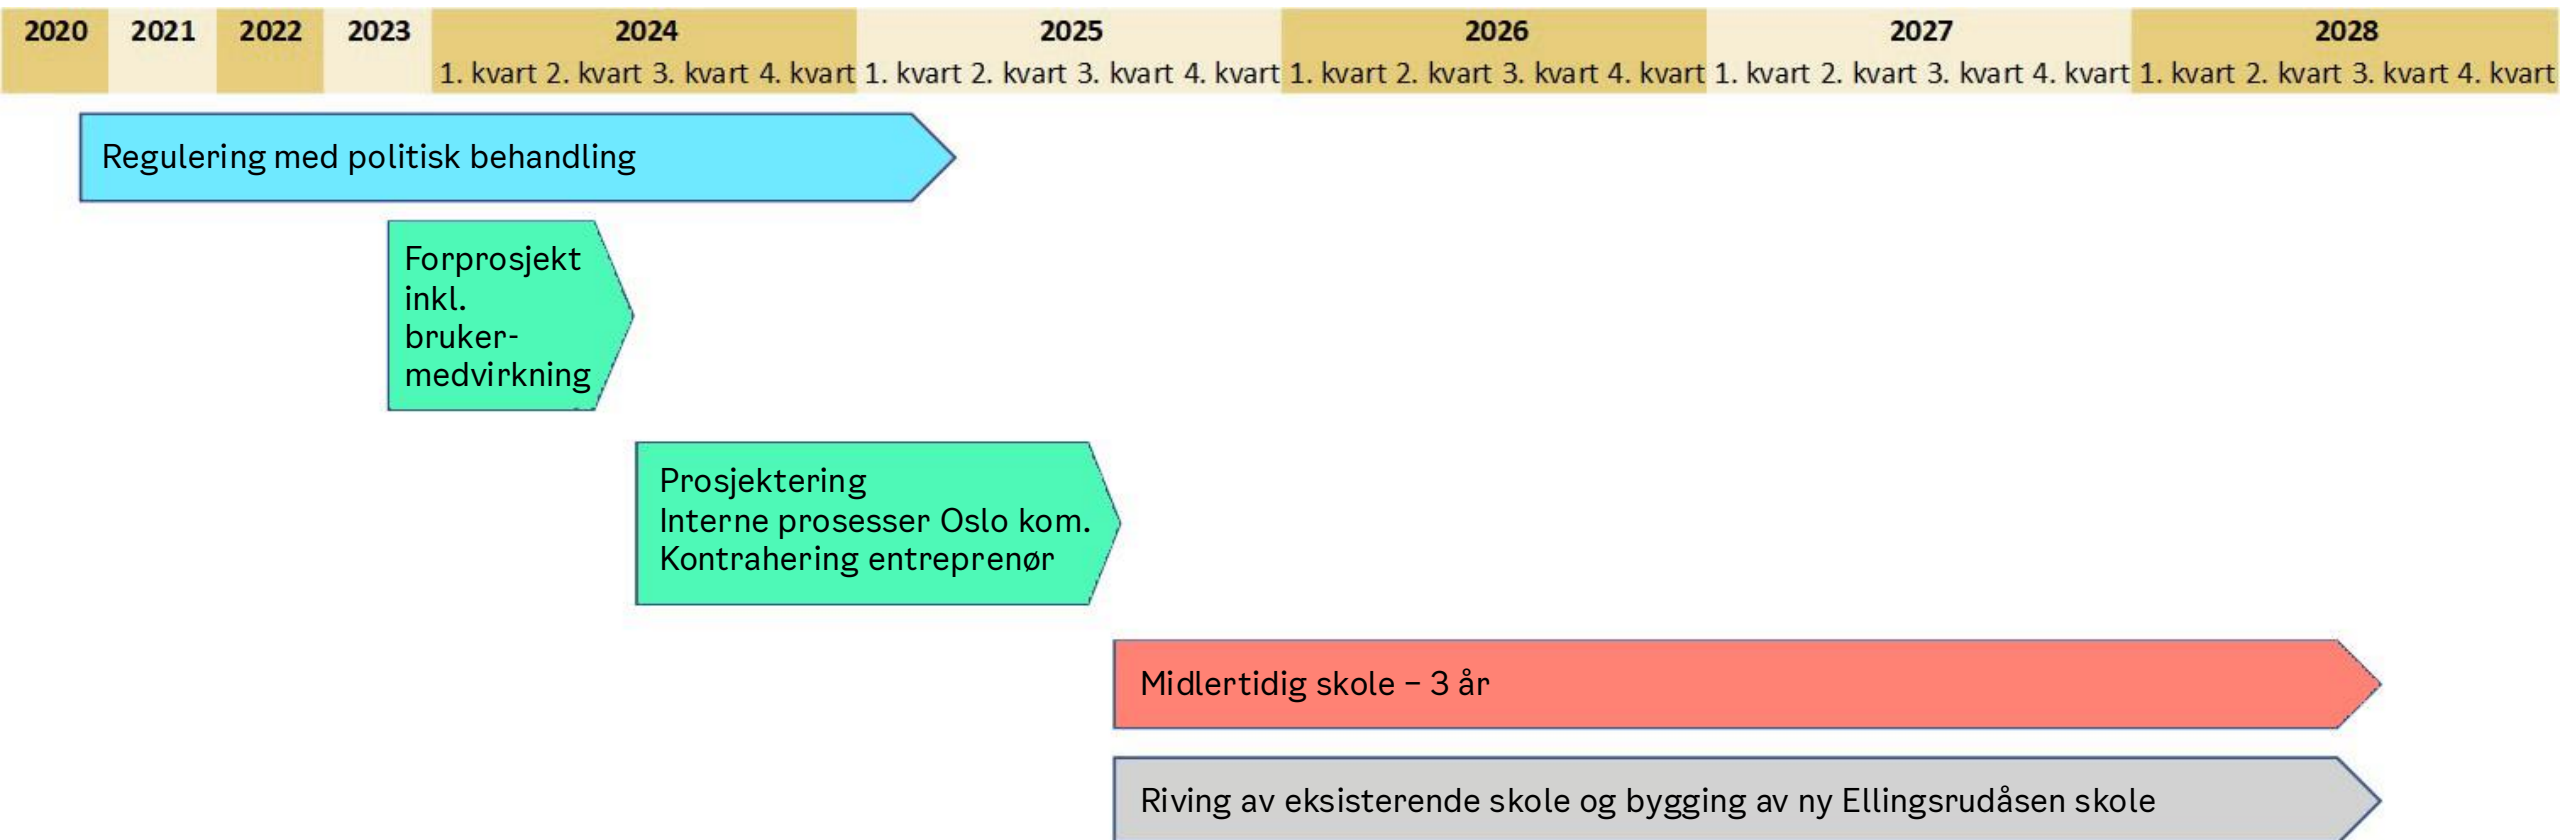 2020 2021 2022 2023 2024 2025 2026 2027 2028
1. kvart 2. kvart 3. kvart 4. kvart 1. kvart 2. kvart 3. kvart 4. kvart 1. kvart 2. kvart 3. kvart 4. kvart 1. kvart 2. kvart 3. kvart 4. kvart 1. kvart 2. kvart 3. kvart 4. kvart
Regulering med politisk behandling
Forprosjekt
inkl.
bruker-
medvirkning
Prosjektering
Interne prosesser Oslo kom.
Kontrahering entreprenør
Midlertidig skole – 3 år
Riving av eksisterende skole og bygging av ny Ellingsrudåsen skole